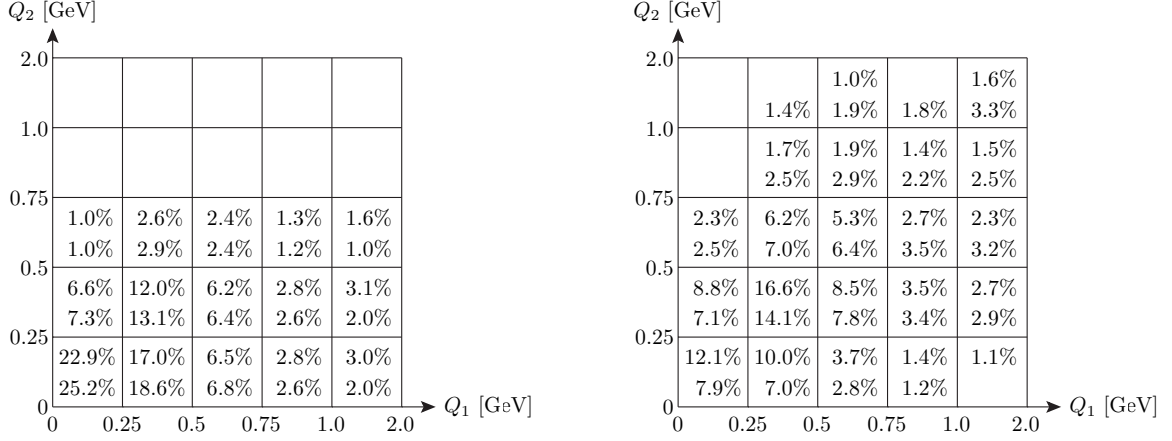 Q2 [GeV]
2.0
1.0
0.75
1.0% 2.6% 2.4% 1.3% 1.6%
1.0% 2.9% 2.4% 1.2% 1.0%
0.5
6.6% 12.0% 6.2% 2.8% 3.1%
7.3% 13.1% 6.4% 2.6% 2.0%
0.25
22.9% 17.0% 6.5% 2.8% 3.0%
25.2% 18.6% 6.8% 2.6% 2.0%
0
Q1 [GeV]
0 0.25 0.5 0.75 1.0 2.0
Q2 [GeV]
2.0
1.0% 1.6%
1.4% 1.9% 1.8% 3.3%
1.0
1.7% 1.9% 1.4% 1.5%
2.5% 2.9% 2.2% 2.5%
0.75
2.3% 6.2% 5.3% 2.7% 2.3%
2.5% 7.0% 6.4% 3.5% 3.2%
0.5
8.8% 16.6% 8.5% 3.5% 2.7%
7.1% 14.1% 7.8% 3.4% 2.9%
0.25
12.1% 10.0% 3.7% 1.4% 1.1%
7.9% 7.0% 2.8% 1.2%
0
Q1 [GeV]
0 0.25 0.5 0.75 1.0 2.0